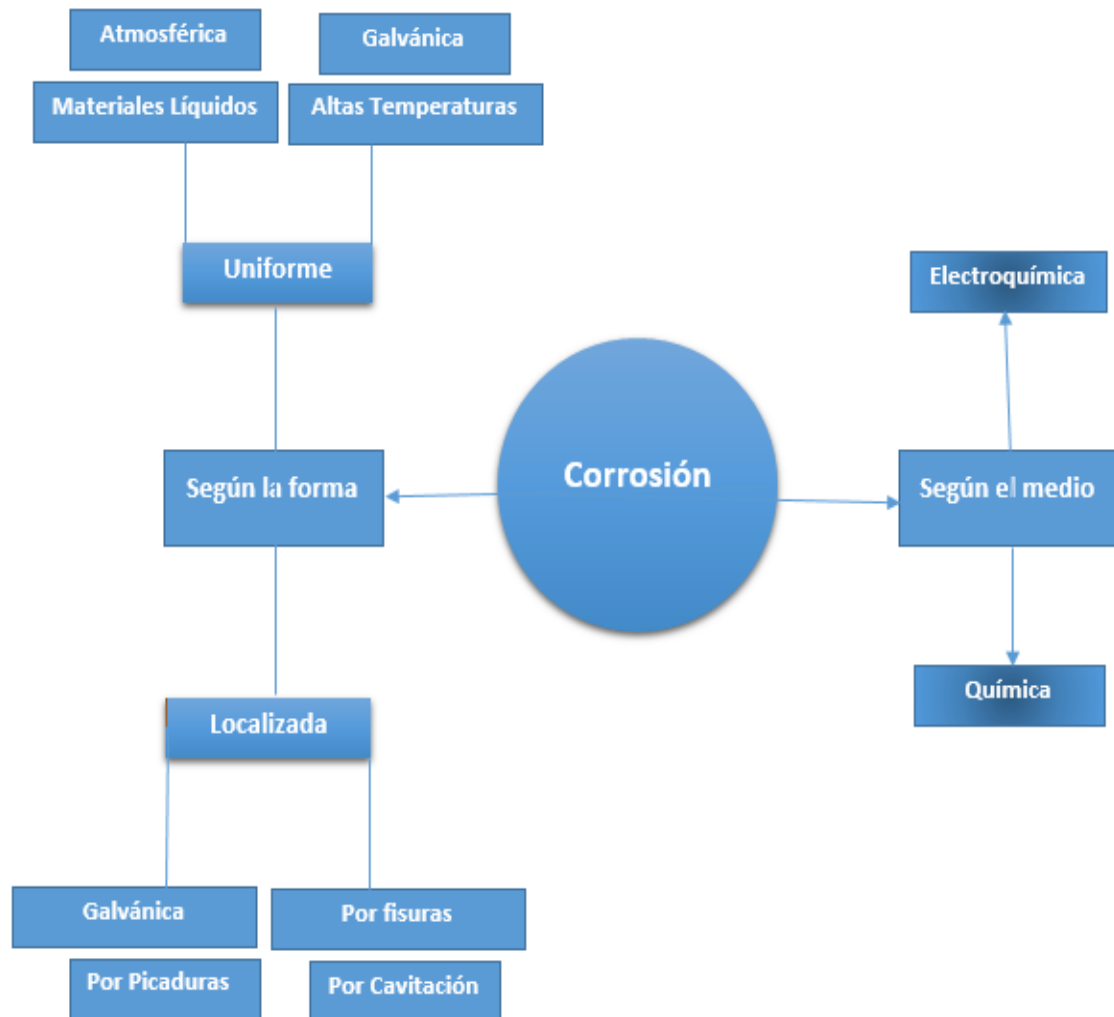 Atmosférica
Galvánica
Materiales Líquidos
Altas Temperaturas
Uniforme
Electroquímica
Según la forma
Corrosión
Según el medio
Química
Localizada
Galvánica
Por fisuras
Por Picaduras
Por Cavitación